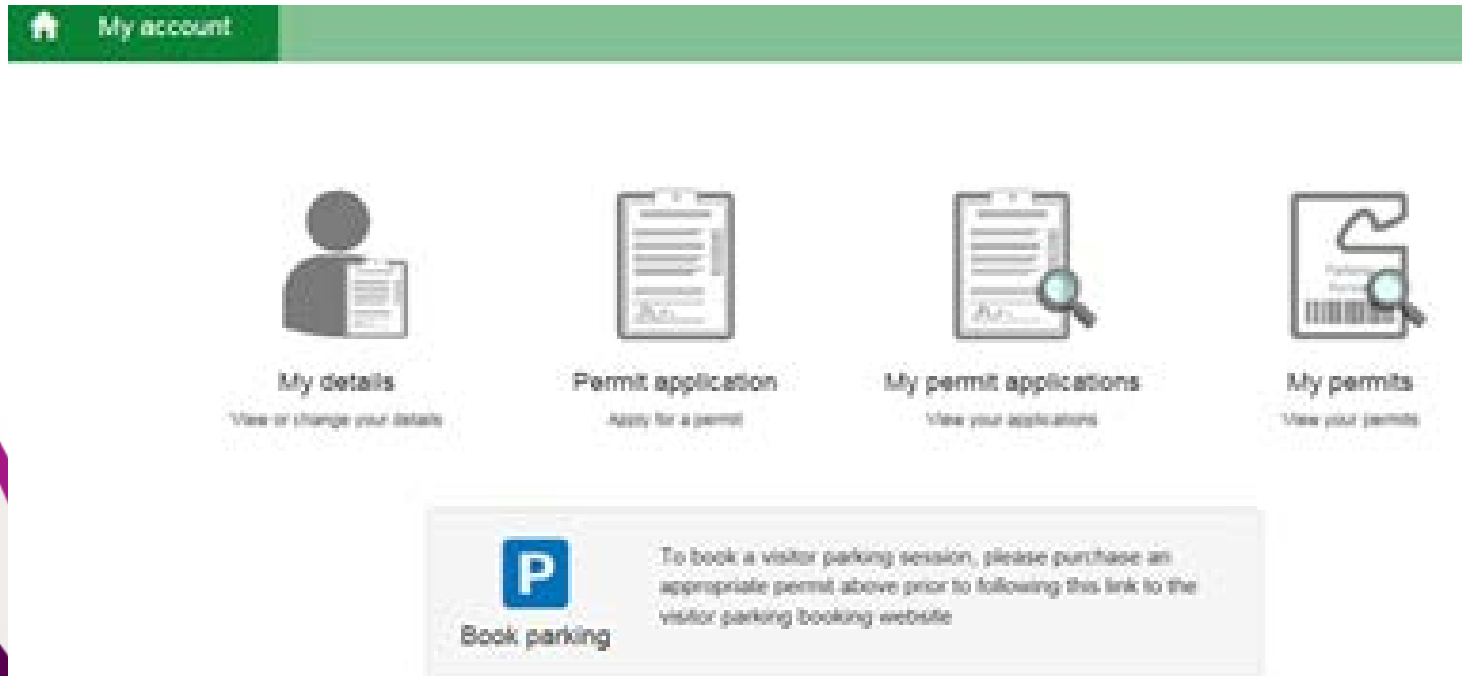 My account
My details
View or change your details
Permit application
Apply for a permit
My permit applications
View your applications
My permits
View your permits
P
Book parking
To book a visitor parking session, please purchase an
appropriate permit above prior to following this link to the
visitor parking booking website